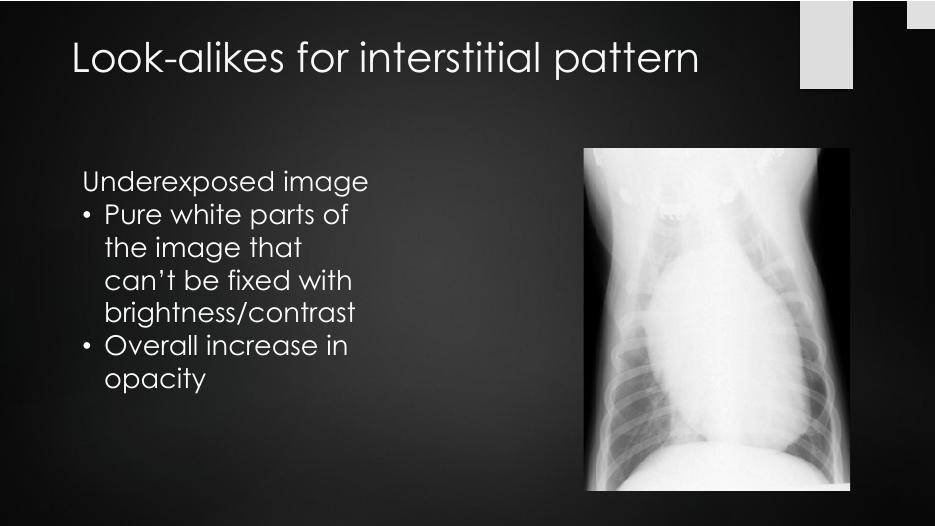 Look-alikes for interstitial pattern
Underexposed image
• Pure white parts of
the image that
can't be fixed with
brightness/contrast
• Overall increase in
opacity